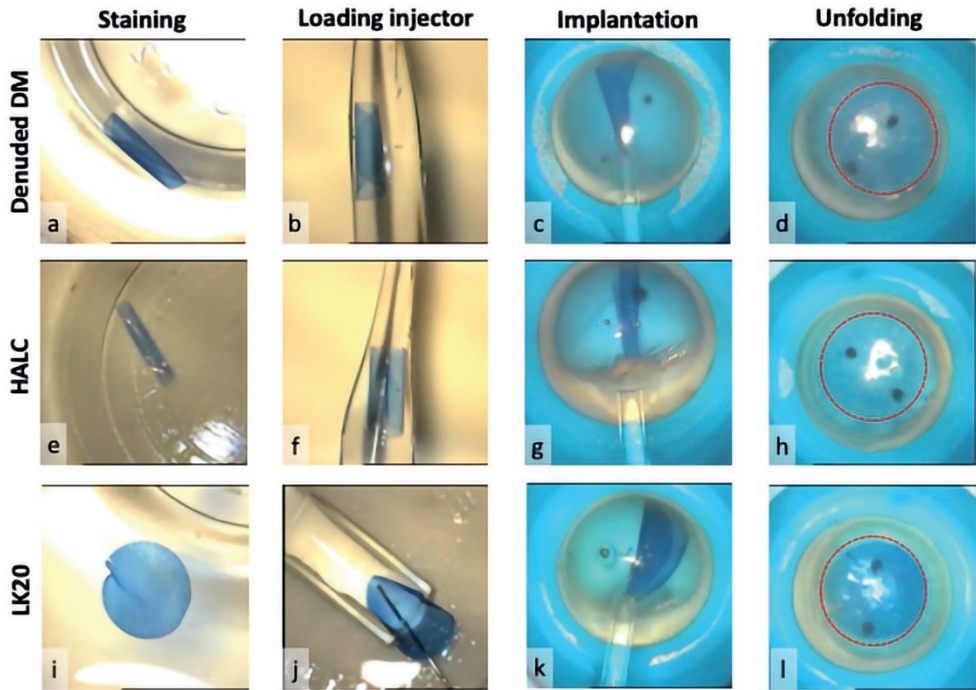 Staining Loading injector Implantation Unfolding
Denuded DM
a b c d
HALC
e f g h
LK20
i j k l